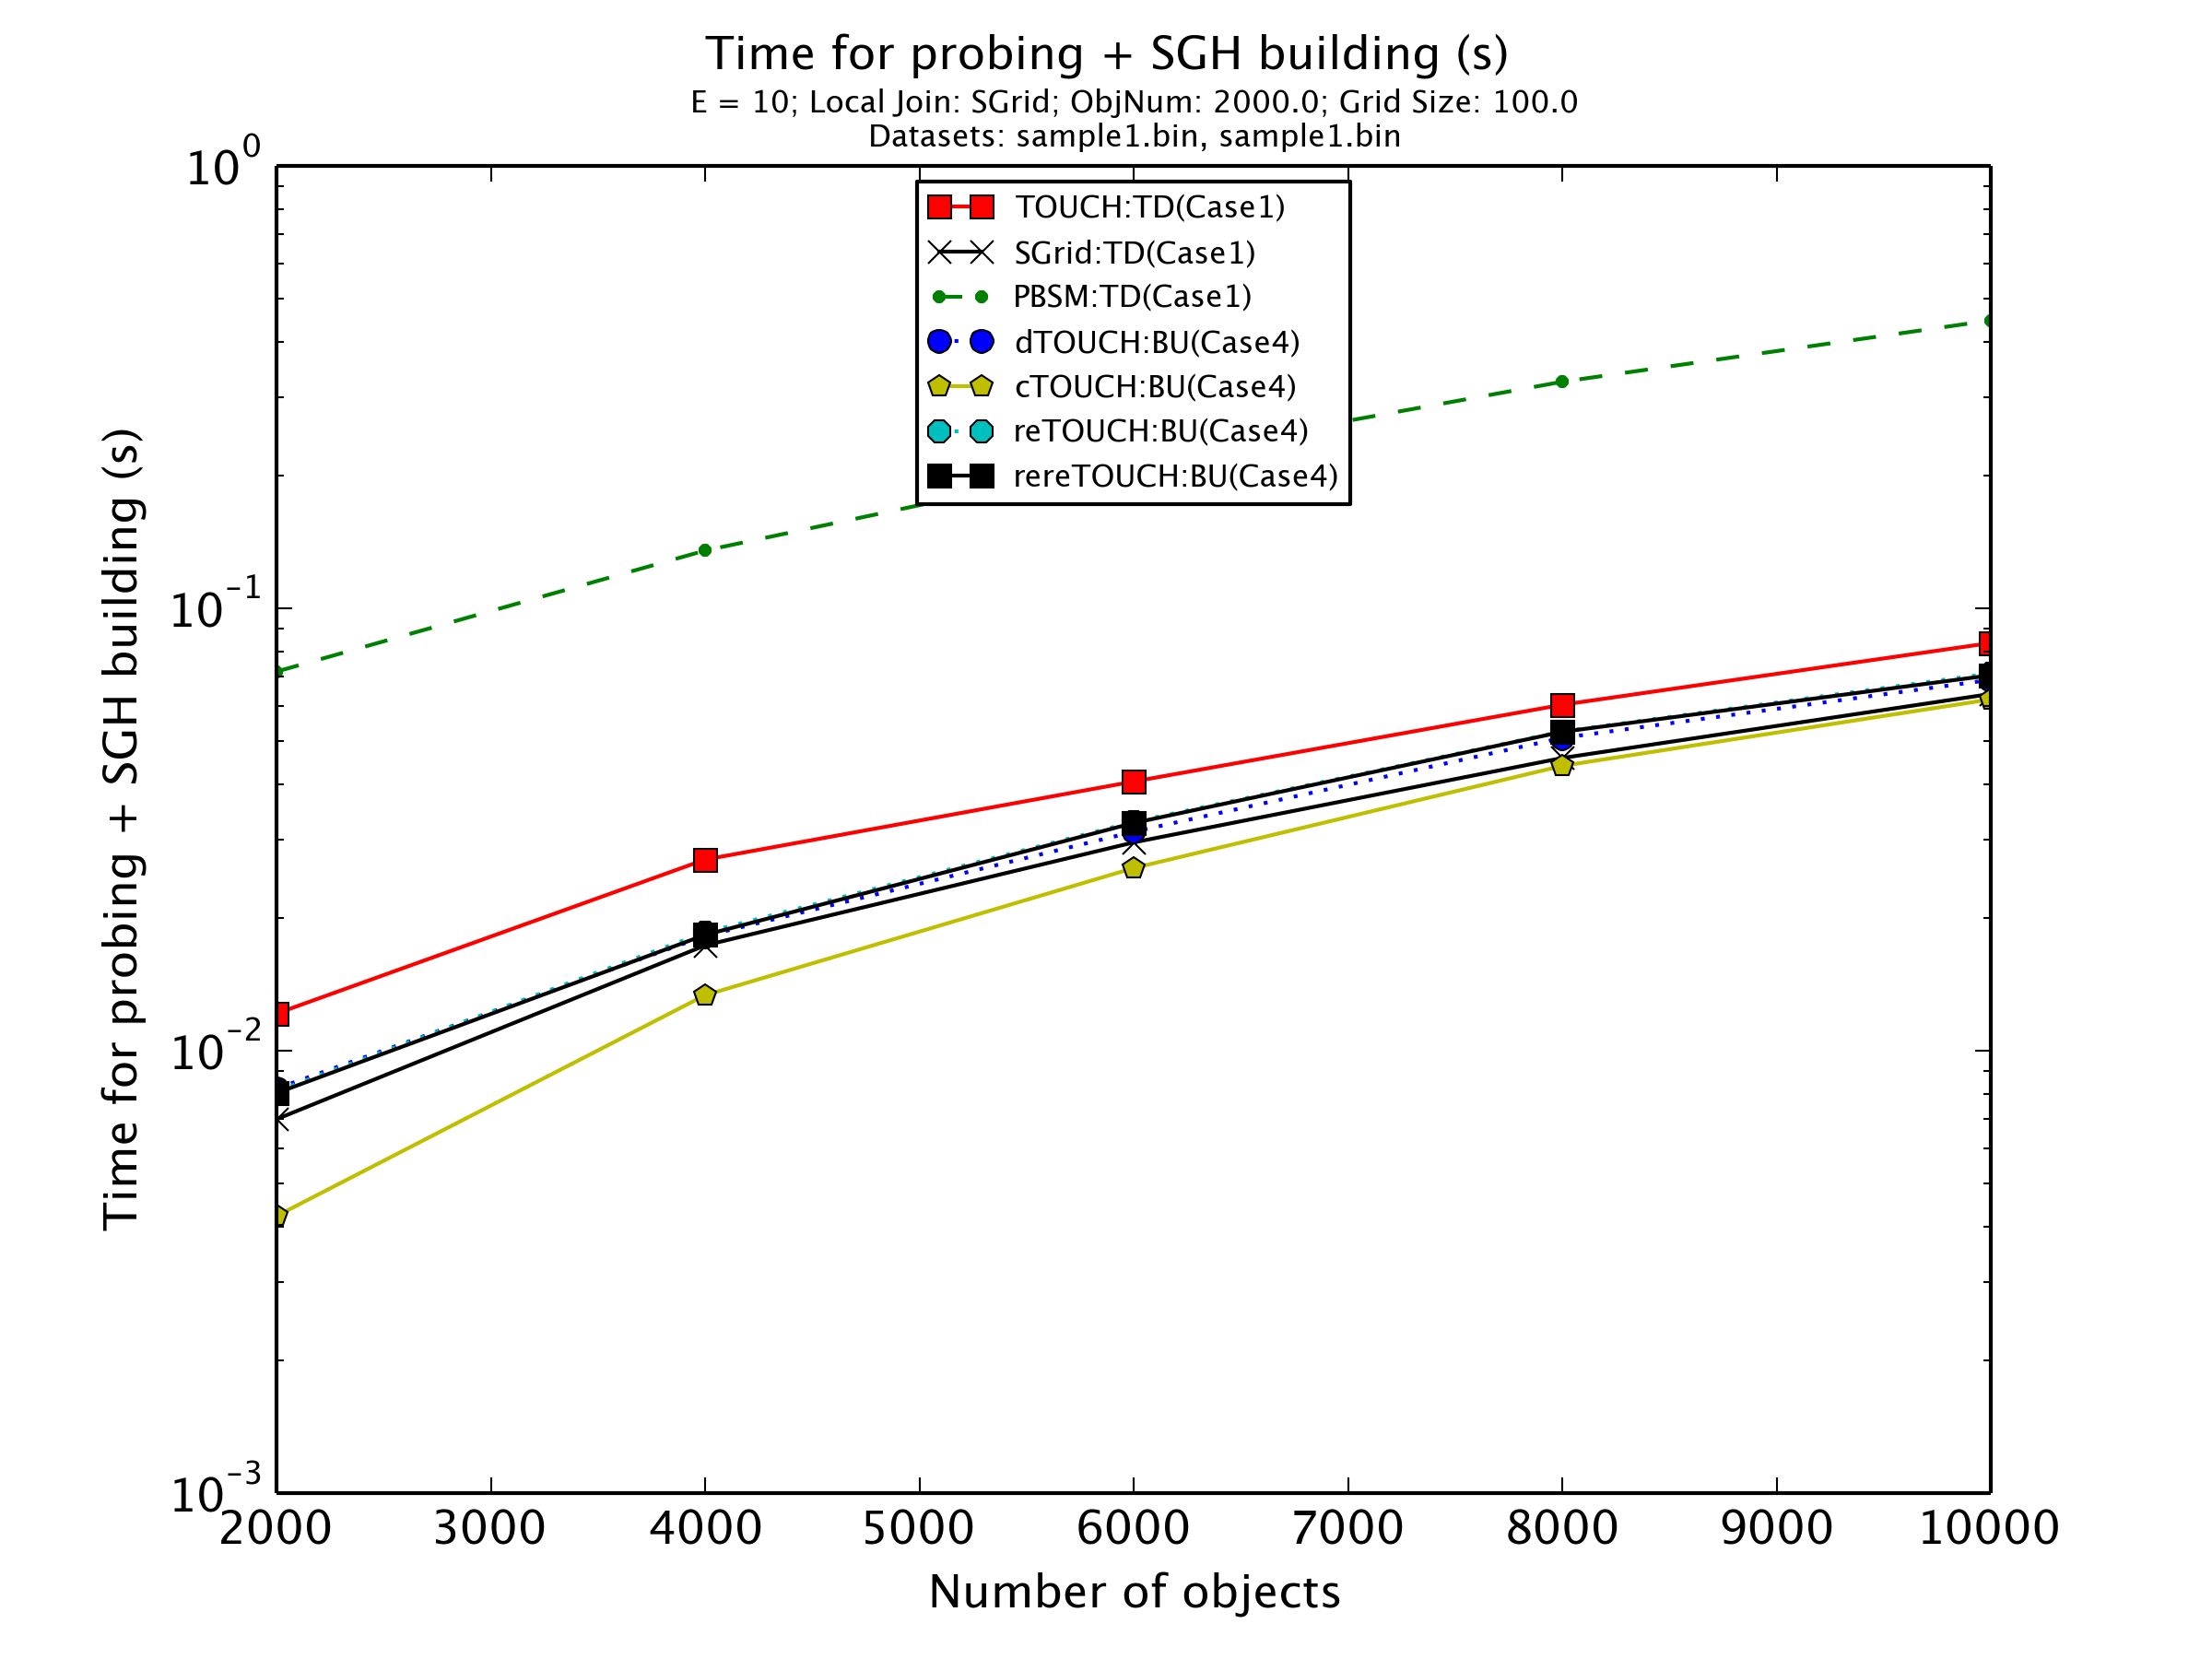 Time for probing + SGH building (s)
E = 10; Local Join: SGrid; ObjNum: 2000.0; Grid Size: 100.0
Datasets: sample1.bin, sample1.bin
10^0
10^-1
10^-2
10^-3
Time for probing + SGH building (s)
TOUCH:TD(Case1)
SGrid:TD(Case1)
PBSM:TD(Case1)
dTOUCH:BU(Case4)
cTOUCH:BU(Case4)
reTOUCH:BU(Case4)
rereTOUCH:BU(Case4)
2000 3000 4000 5000 6000 7000 8000 9000 10000
Number of objects